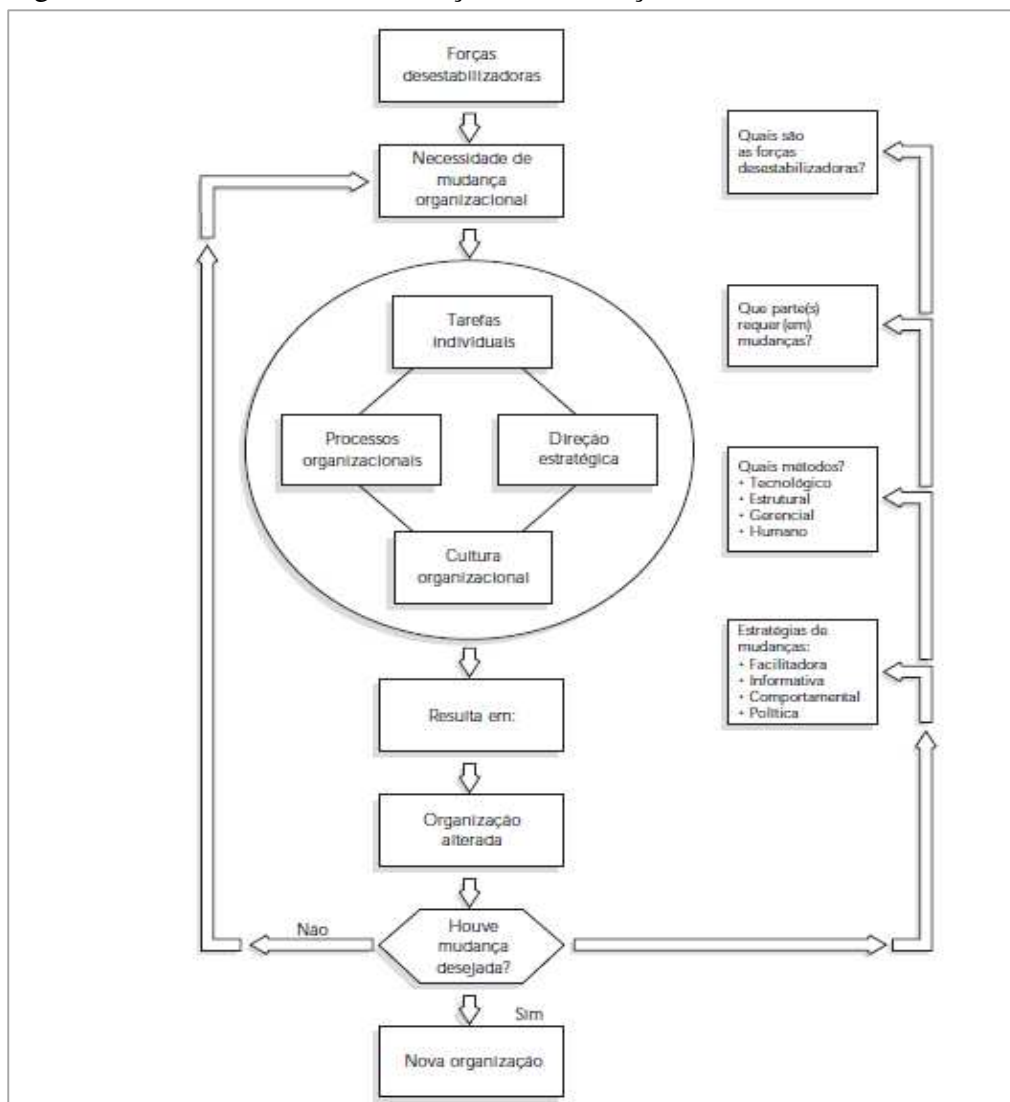 Forças
desestabilizadoras
Necessidade de
mudança
organizacional
Tarefas
individuais
Processos
organizacionais
Direção
estratégica
Cultura
organizacional
Resulta em:
Organização
alterada
Nao
Houve
mudança
desejada?
Sim
Nova organização
Quais são
as forças
desestabilizadoras?
Que parte(s)
requer(em)
mudanças?
Quais métodos?
• Tecnológico
• Estrutural
• Gerencial
• Humano
Estratégias de
mudanças:
• Facilitadora
• Informativa
• Comportamental
• Política